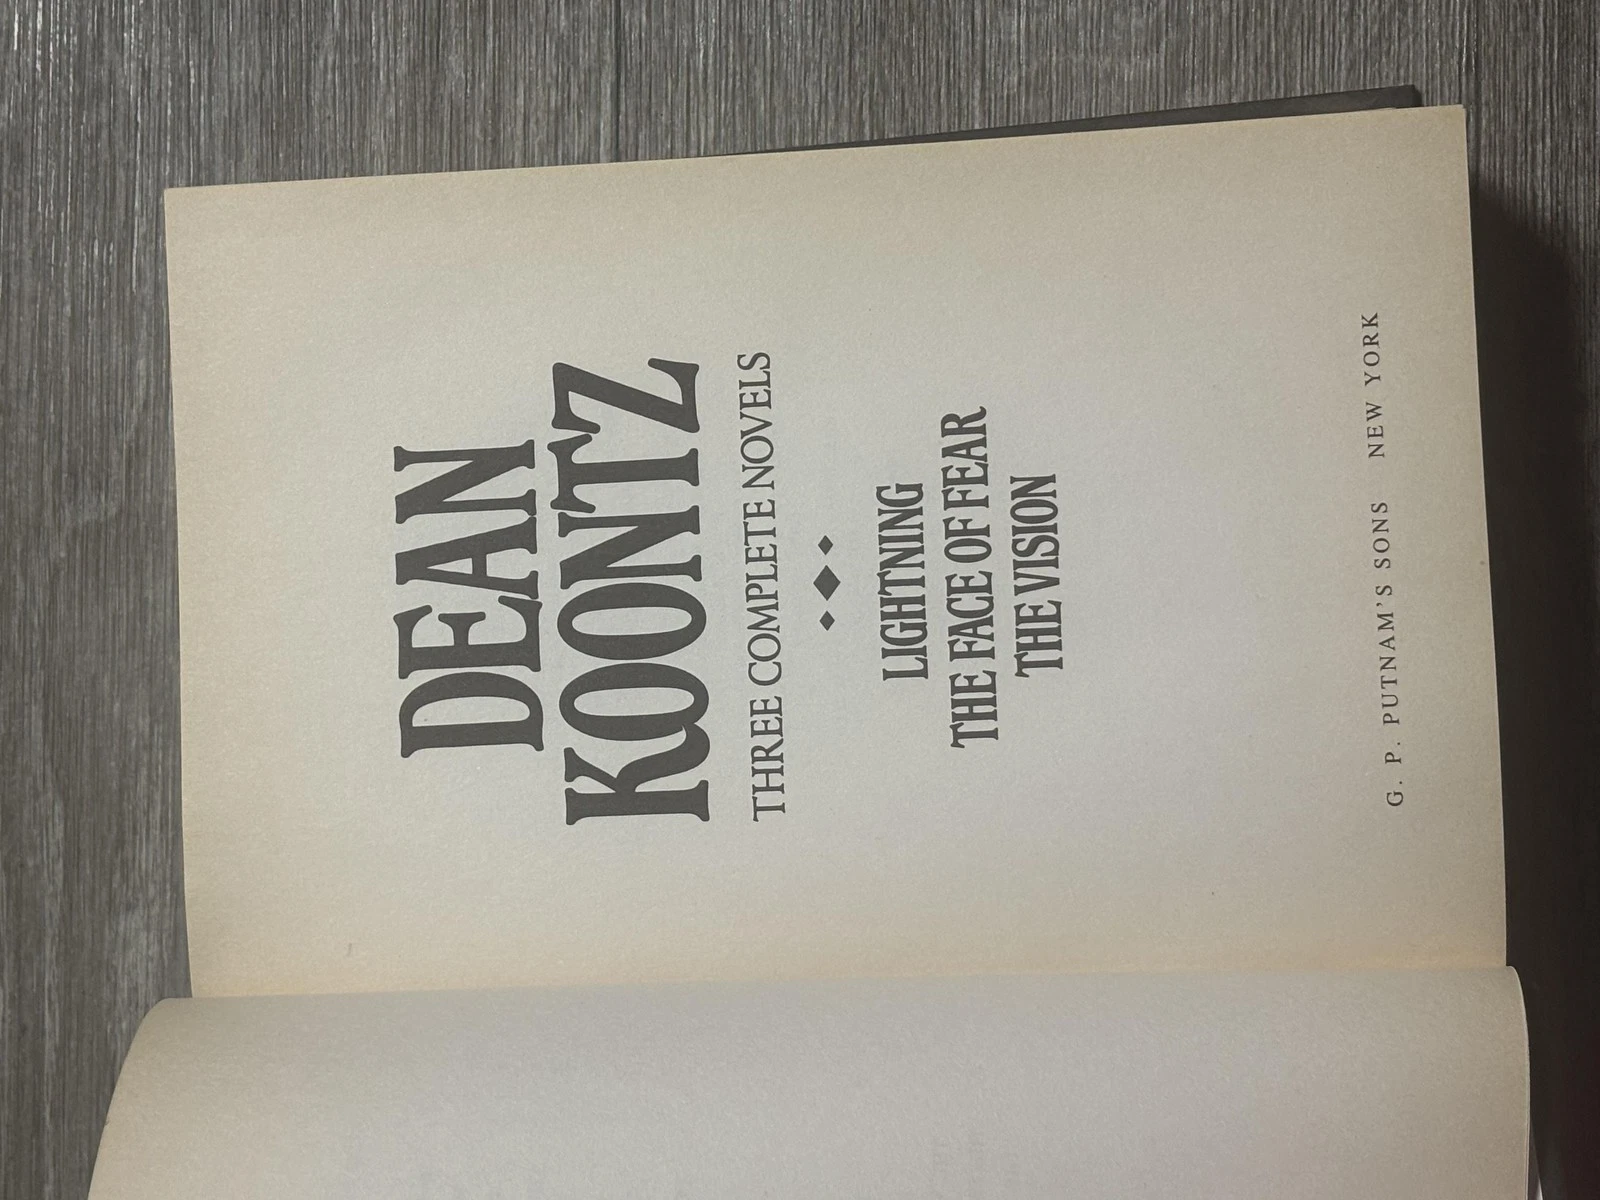 DEAN
KOONTZ
THREE COMPLETE NOVELS
LIGHTNING
THE FACE OF FEAR
THE VISION
G. P. PUTNAM'S SONS NEW YORK